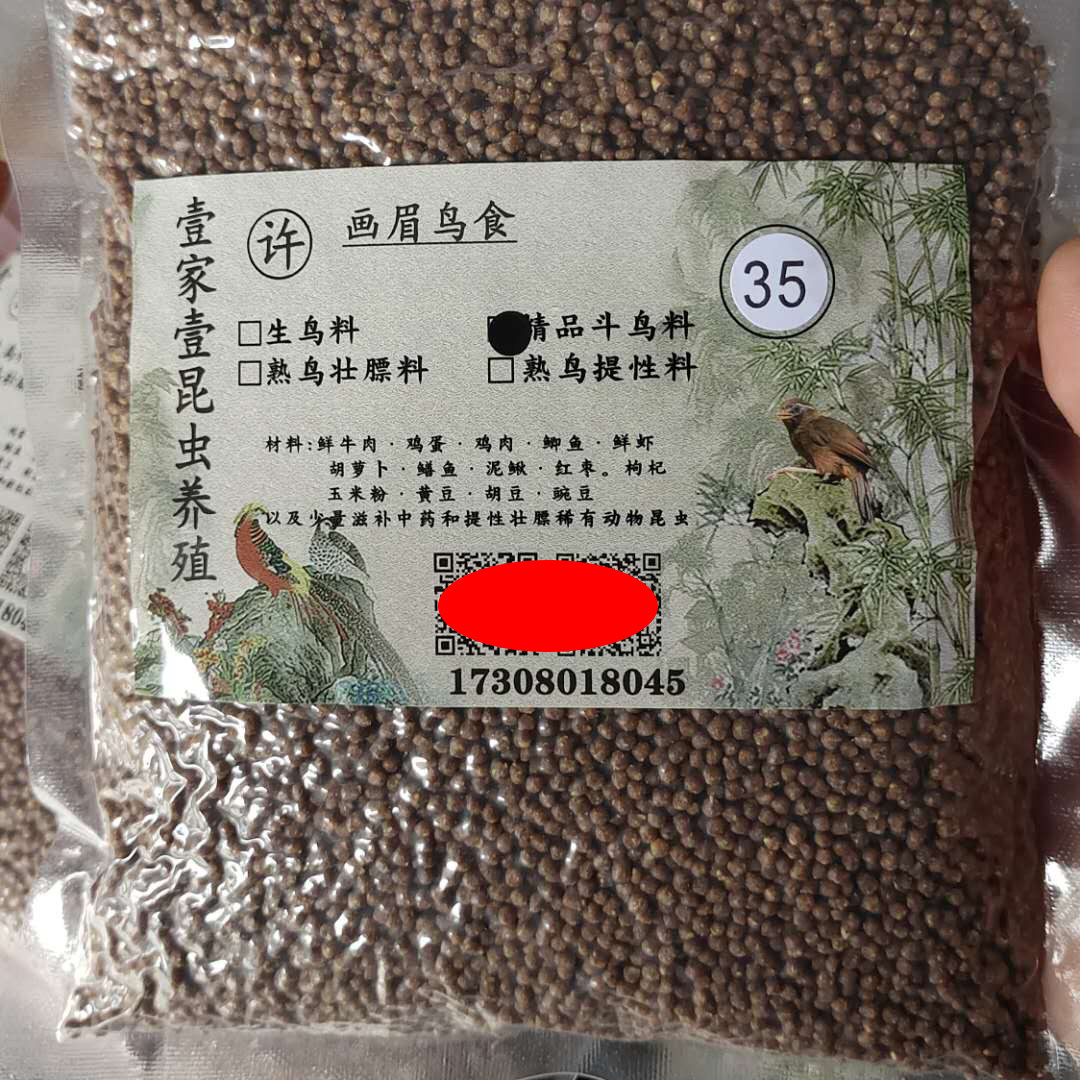 壹家壹昆虫养殖
许
画眉鸟食
35
生鸟料
精品斗鸟料
熟鸟壮膘料
熟鸟提性料
材料:鲜牛肉·鸡蛋·鸡肉·鲫鱼·鲜虾
胡萝卜·鳝鱼·泥鳅·红枣。枸杞
玉米粉·黄豆·胡豆·豌豆
以及少量滋补中药和提性壮膘稀有动物昆虫
17308018045